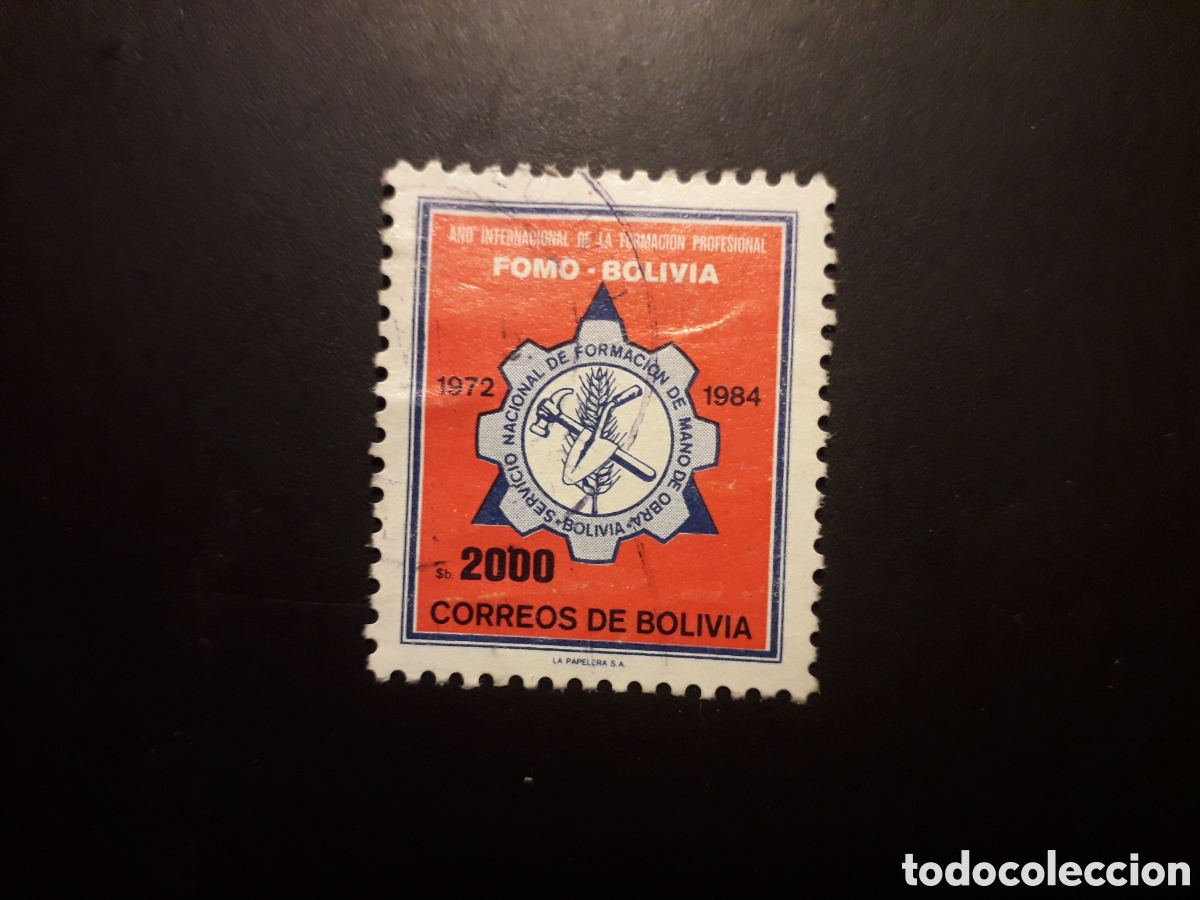 AÑO INTERNACIONAL DE LA FORMACION PROFESIONAL
FOMO - BOLIVIA
1972
1984
SERVICIO NACIONAL DE FORMACION DE MANO DE OBRA
• BOLIVIA •
$b. 2000
CORREOS DE BOLIVIA
LA PAPELERA S.A.
todocoleccion